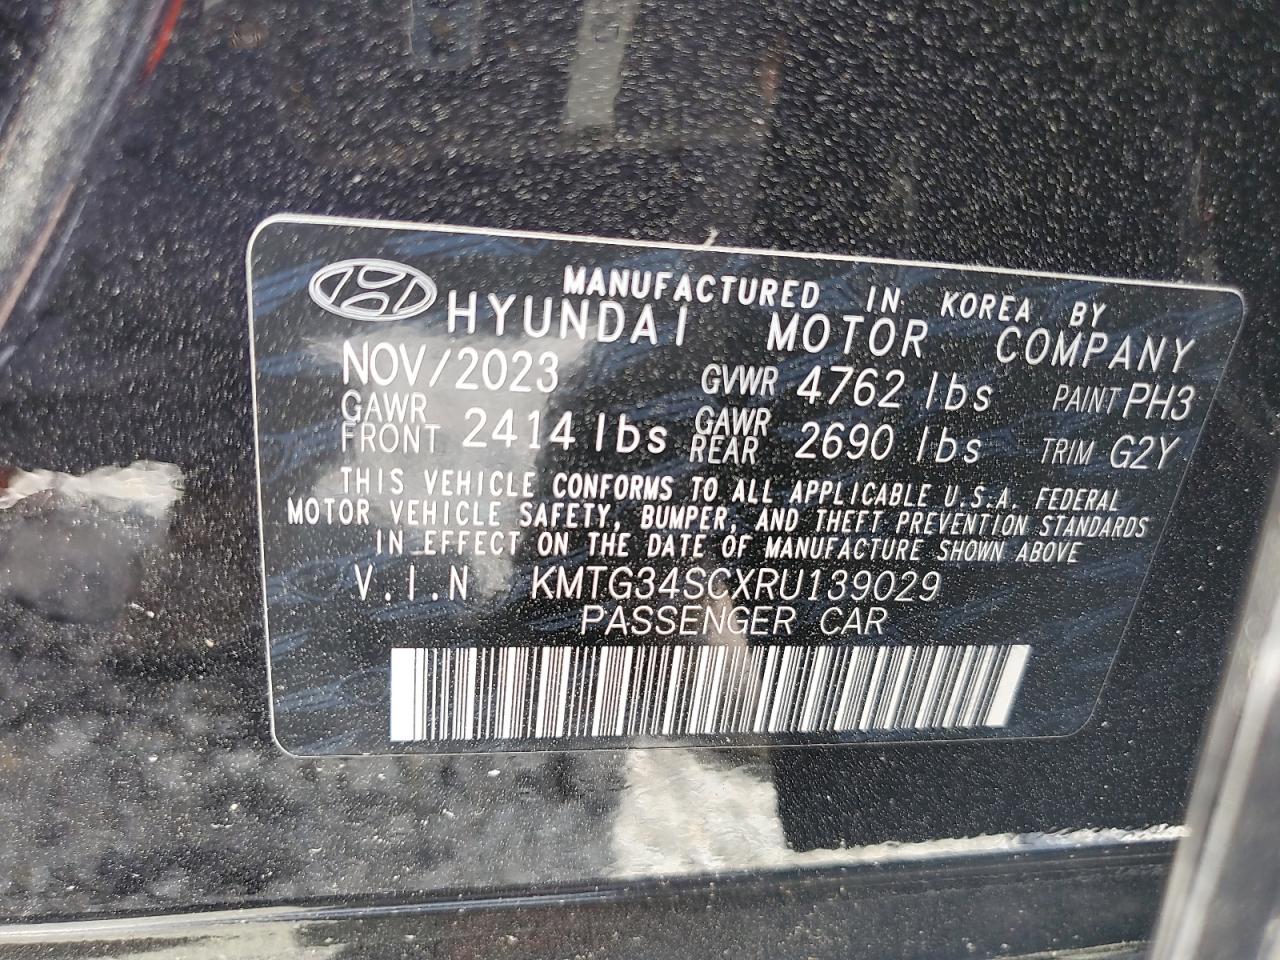 MANUFACTURED IN KOREA BY
HYUNDAI MOTOR COMPANY
NOV/2023 GVWR 4762 lbs PAINT PH3
GAWR FRONT 2414 lbs GAWR REAR 2690 lbs TRIM G2Y
THIS VEHICLE CONFORMS TO ALL APPLICABLE U.S.A. FEDERAL
MOTOR VEHICLE SAFETY, BUMPER, AND THEFT PREVENTION STANDARDS
IN EFFECT ON THE DATE OF MANUFACTURE SHOWN ABOVE
V.I.N KMTG34SCXRU139029
PASSENGER CAR